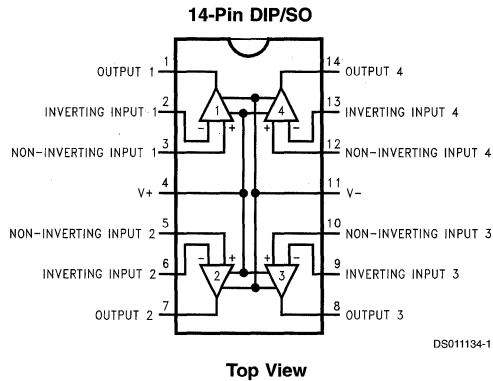 14-Pin DIP/SO
1 14
OUTPUT 1 OUTPUT 4
2 13
INVERTING INPUT 1 1 4 INVERTING INPUT 4
− + + −
3 12
NON-INVERTING INPUT 1 NON-INVERTING INPUT 4
4 11
V+ V−
5 10
NON-INVERTING INPUT 2 NON-INVERTING INPUT 3
− + + −
6 9
INVERTING INPUT 2 2 3 INVERTING INPUT 3
7 8
OUTPUT 2 OUTPUT 3
DS011134-1
Top View